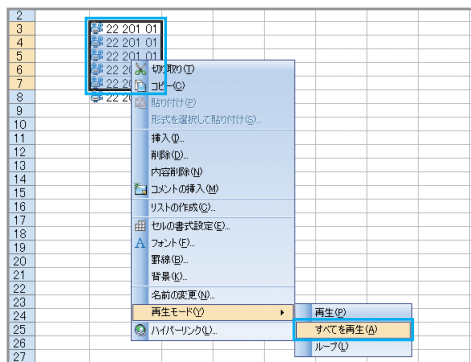 2
3 22 201 01
4 22 201 01
5 22 201 01
6 切り取り(T)
7 コピー(C)
8 貼り付け(P)
9
10 形式を選択して貼り付け(S)...
11 挿入(I)...
12 削除(D)...
13 内容削除(N)
14
15 コメントの挿入(M)
16 リストの作成(C)...
17
18 セルの書式設定(E)...
19 フォント(F)...
20 罫線(B)...
21 背景(K)...
22
23 名前の変更(N)...
24 再生モード(Y) 再生(P)
25 ハイパーリンク(L)... すべてを再生(A)
26 ループ(L)
27